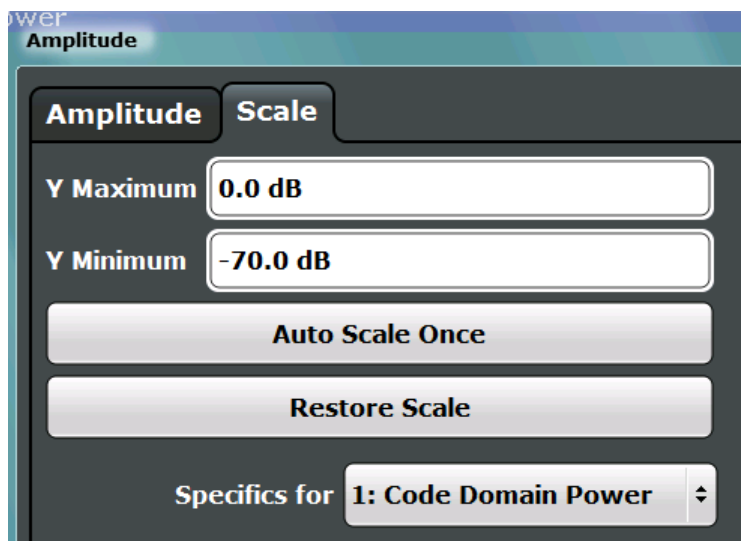 ower
Amplitude
Amplitude Scale
Y Maximum 0.0 dB
Y Minimum -70.0 dB
Auto Scale Once
Restore Scale
Specifics for 1: Code Domain Power